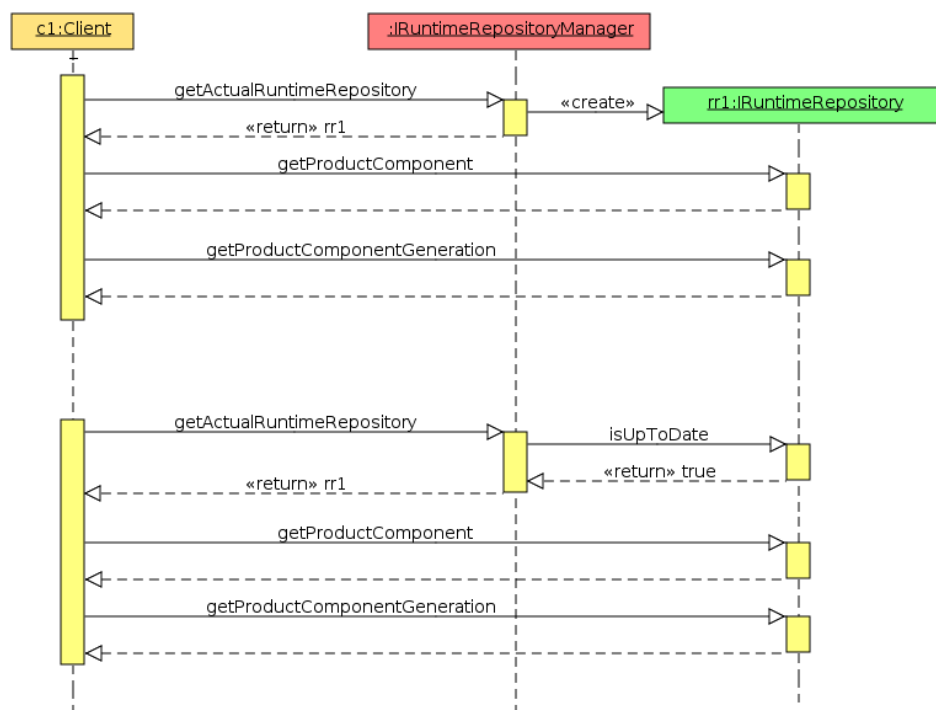 c1:Client
:IRuntimeRepositoryManager
getActualRuntimeRepository
«create»
rr1:IRuntimeRepository
«return» rr1
getProductComponent
getProductComponentGeneration
getActualRuntimeRepository
isUpToDate
«return» true
«return» rr1
getProductComponent
getProductComponentGeneration